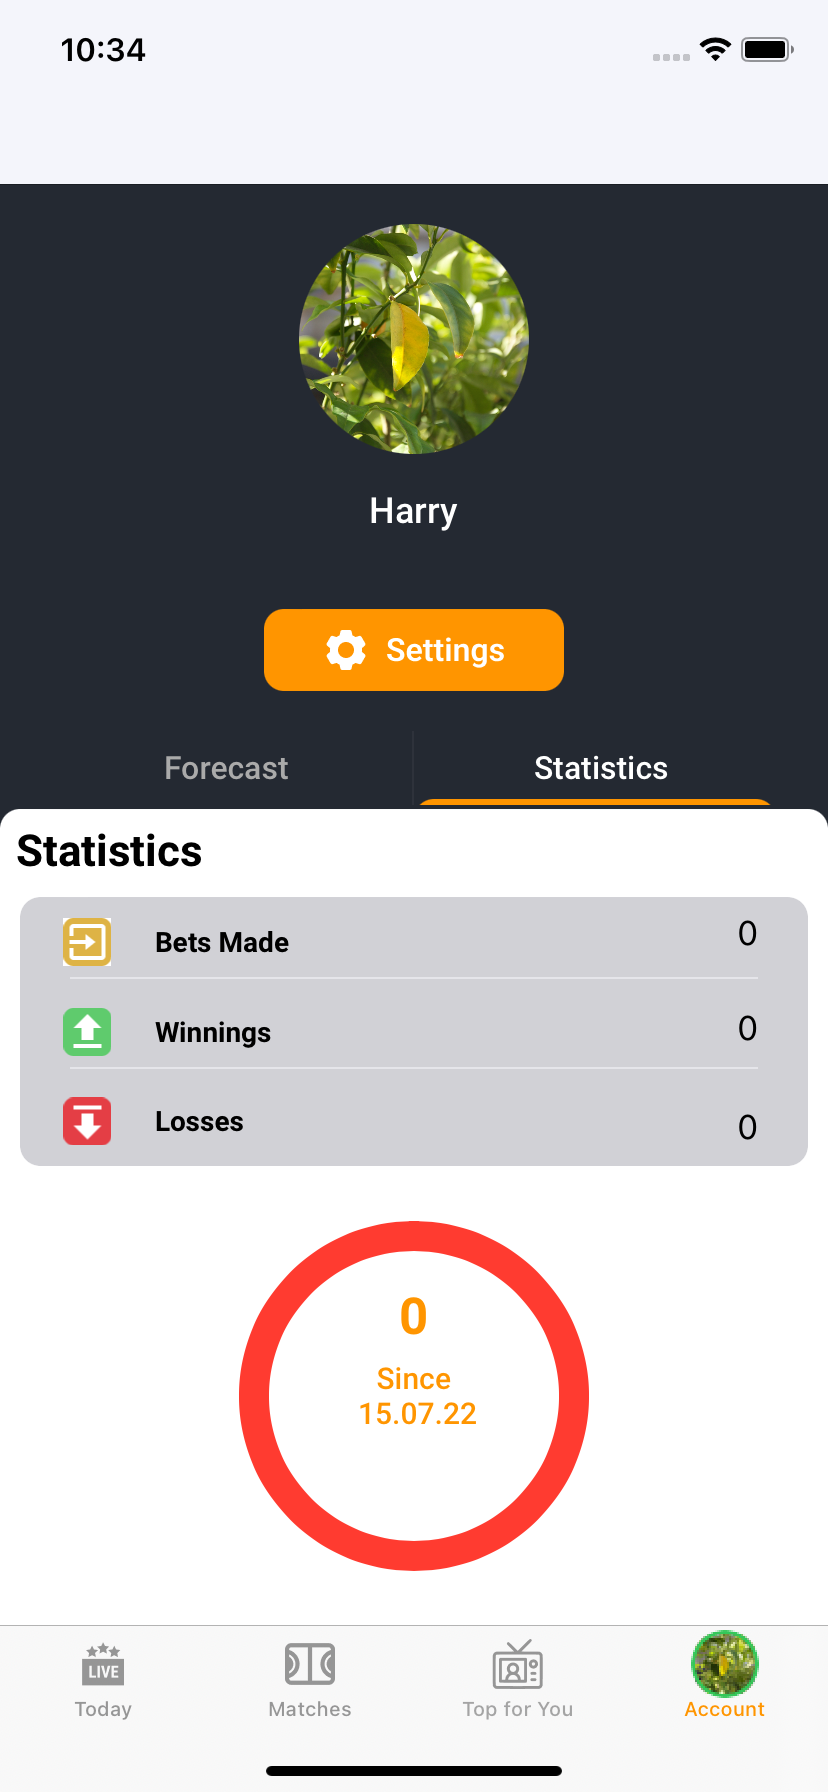 10:34
Harry
Settings
Forecast
Statistics
Statistics
Bets Made
0
Winnings
0
Losses
0
0
Since
15.07.22
LIVE
Today
Matches
Top for You
Account